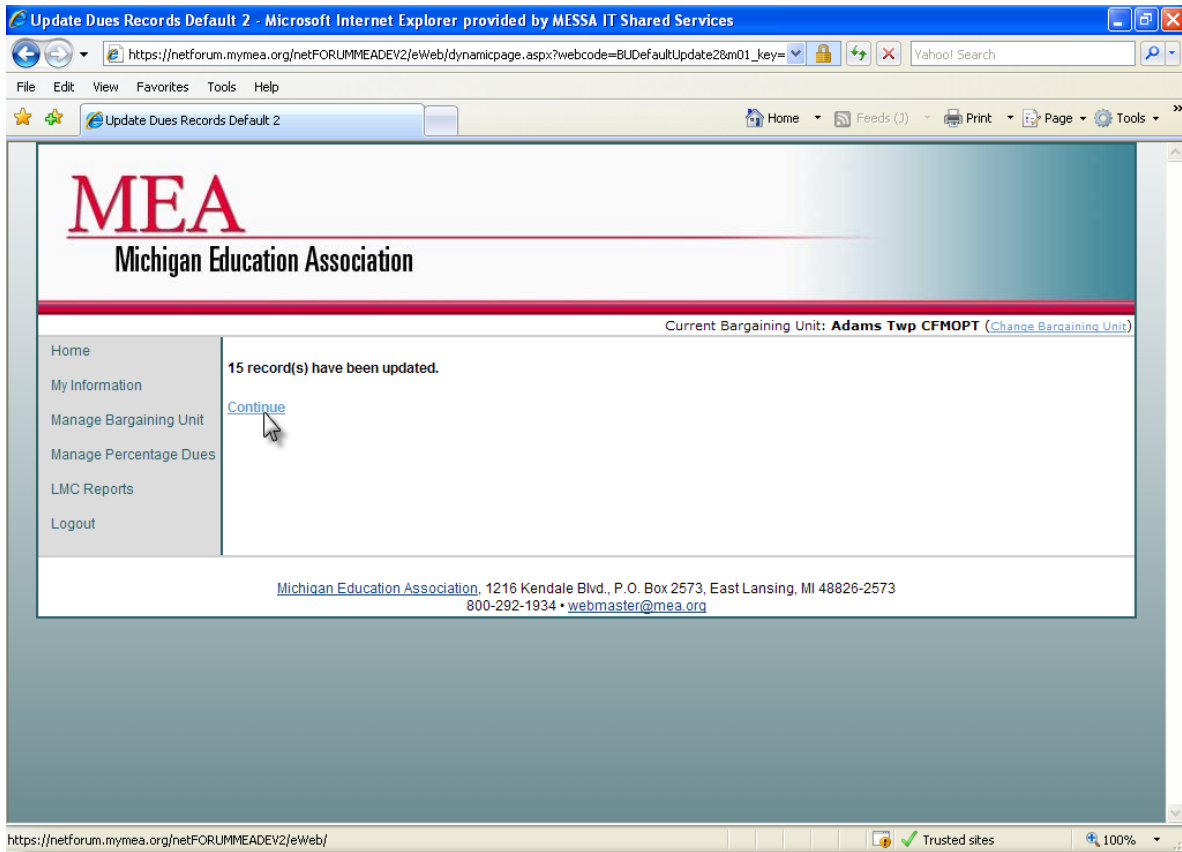 Update Dues Records Default 2 - Microsoft Internet Explorer provided by MESSA IT Shared Services
https://netforum.mymea.org/netFORUMMEADEV2/eWeb/dynamicpage.aspx?webcode=BUDefaultUpdate2&m01_key= Yahoo! Search
File Edit View Favorites Tools Help
Update Dues Records Default 2 Home Feeds (J) Print Page Tools »
MEA
Michigan Education Association
Current Bargaining Unit: Adams Twp CFMOPT (Change Bargaining Unit)
Home
My Information
Manage Bargaining Unit
Manage Percentage Dues
LMC Reports
Logout
15 record(s) have been updated.
Continue
Michigan Education Association, 1216 Kendale Blvd., P.O. Box 2573, East Lansing, MI 48826-2573
800-292-1934 • webmaster@mea.org
https://netforum.mymea.org/netFORUMMEADEV2/eWeb/ Trusted sites 100%